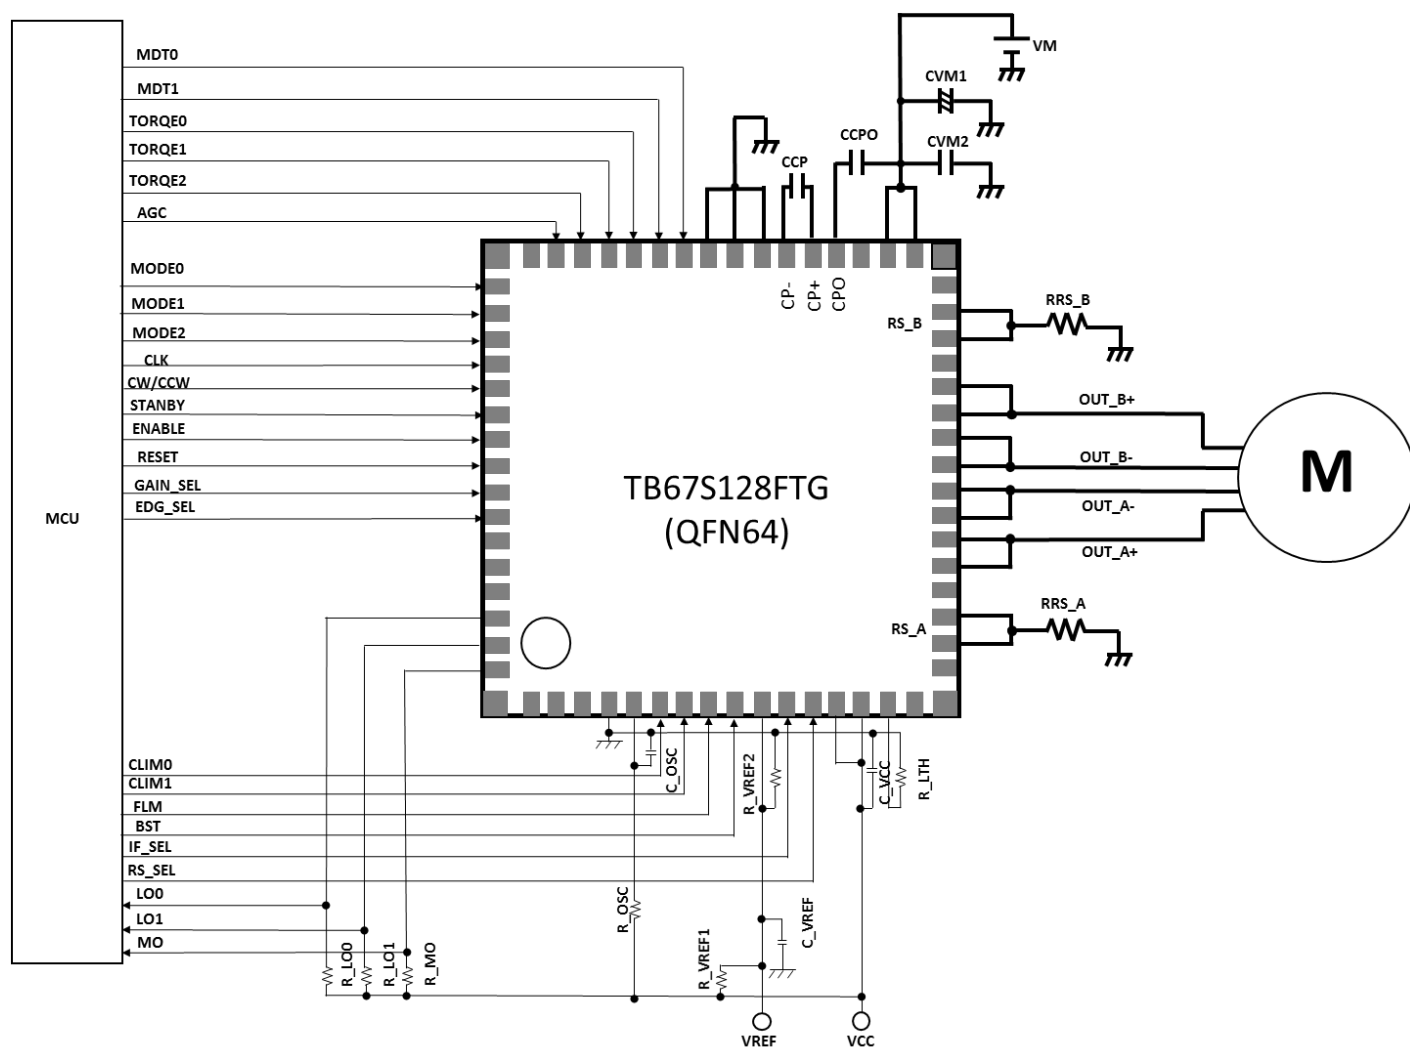 MDT0
MDT1
TORQE0
TORQE1
TORQE2
AGC
MODE0
MODE1
MODE2
CLK
CW/CCW
STANBY
ENABLE
RESET
GAIN_SEL
EDG_SEL
MCU
CLIM0
CLIM1
FLM
BST
IF_SEL
RS_SEL
LO0
LO1
MO
VM
CVM1
CVM2
CCPO
CCP
CP-
CP+
CPO
RS_B
RRS_B
OUT_B+
OUT_B-
OUT_A-
OUT_A+
M
TB67S128FTG
(QFN64)
RS_A
RRS_A
C_OSC
R_VREF2
C_VCC
R_LTH
R_OSC
C_VREF
R_VREF1
R_LO0
R_LO1
R_MO
VREF
VCC